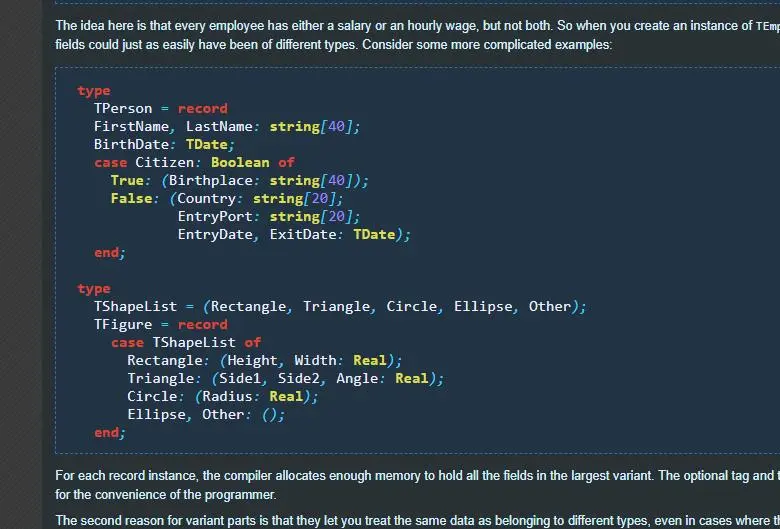 The idea here is that every employee has either a salary or an hourly wage, but not both. So when you create an instance of
fields could just as easily have been of different types. Consider some more complicated examples:
type
TPerson = record
FirstName, LastName: string[40];
BirthDate: TDate;
case Citizen: Boolean of
True: (Birthplace: string[40]);
False: (Country: string[20];
EntryPort: string[20];
EntryDate, ExitDate: TDate);
end;
type
TShapeList = (Rectangle, Triangle, Circle, Ellipse, Other);
TFigure = record
case TShapeList of
Rectangle: (Height, Width: Real);
Triangle: (Side1, Side2, Angle: Real);
Circle: (Radius: Real);
Ellipse, Other: ();
end;
For each record instance, the compiler allocates enough memory to hold all the fields in the largest variant. The optional tag and
for the convenience of the programmer.
The second reason for variant parts is that they let you treat the same data as belonging to different types, even in cases where